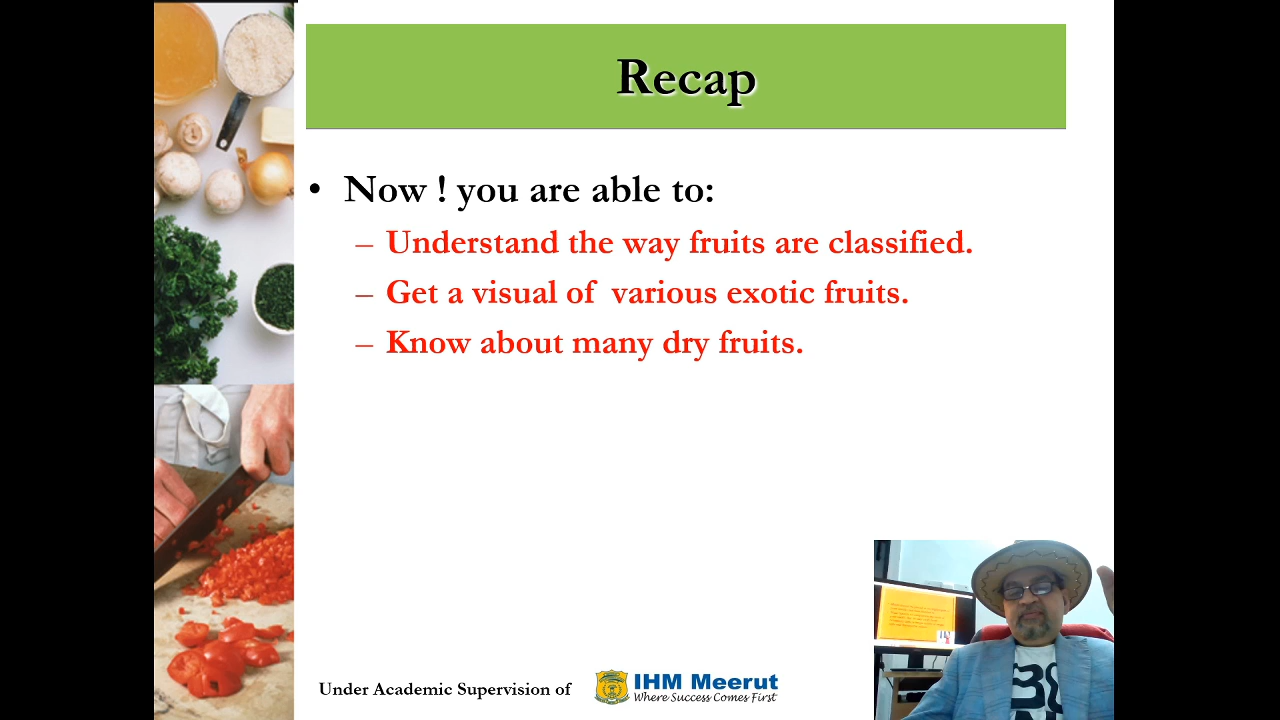 Recap
• Now ! you are able to:
– Understand the way fruits are classified.
– Get a visual of various exotic fruits.
– Know about many dry fruits.
Under Academic Supervision of
IHM Meerut
Where Success Comes First